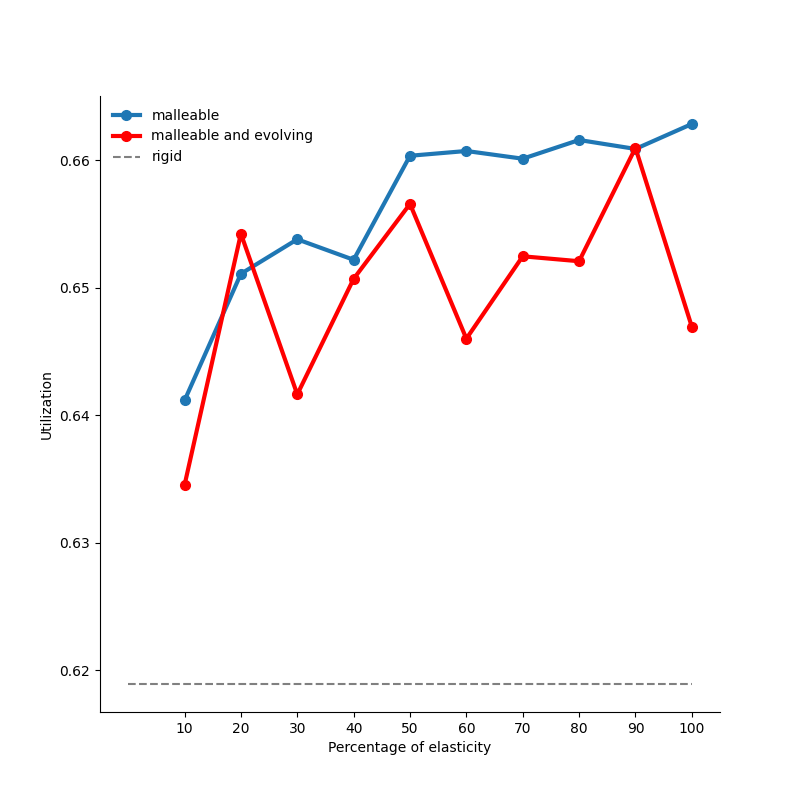 malleable
malleable and evolving
rigid
0.66
0.65
0.64
0.63
0.62
Utilization
10 20 30 40 50 60 70 80 90 100
Percentage of elasticity